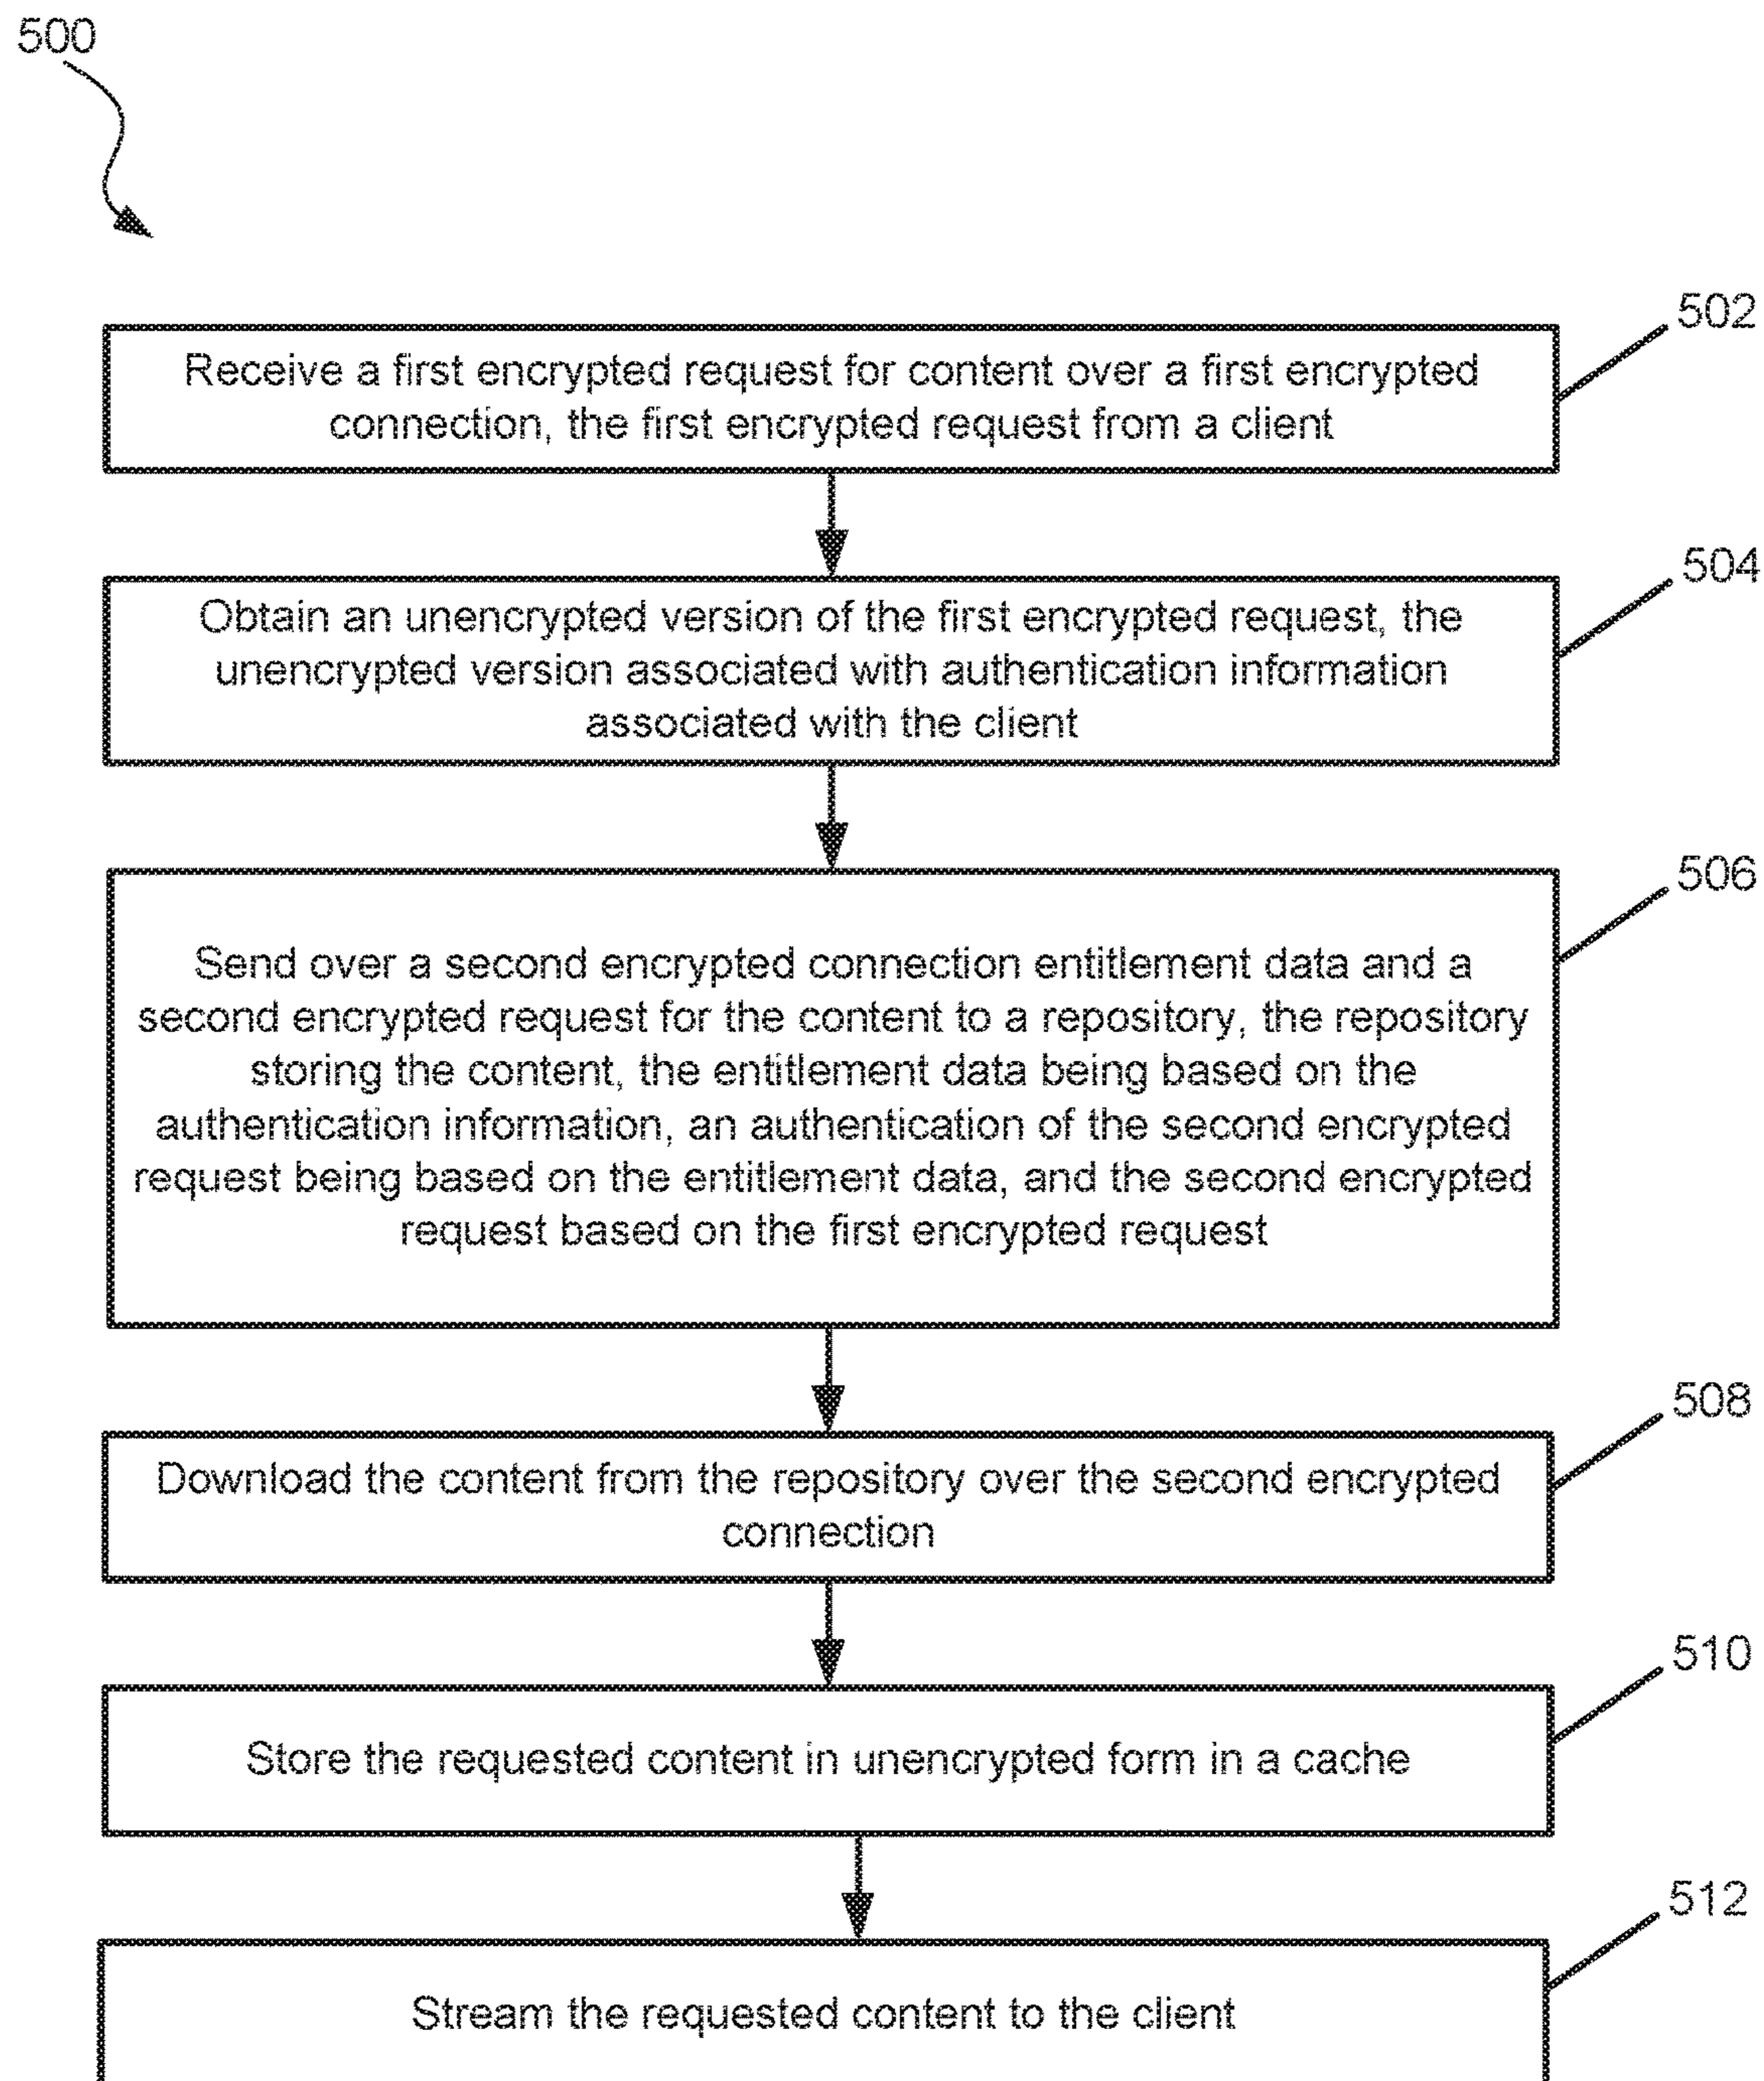 500
502
Receive a first encrypted request for content over a first encrypted
connection, the first encrypted request from a client
504
Obtain an unencrypted version of the first encrypted request, the
unencrypted version associated with authentication information
associated with the client
506
Send over a second encrypted connection entitlement data and a
second encrypted request for the content to a repository, the repository
storing the content, the entitlement data being based on the
authentication information, an authentication of the second encrypted
request being based on the entitlement data, and the second encrypted
request based on the first encrypted request
508
Download the content from the repository over the second encrypted
connection
510
Store the requested content in unencrypted form in a cache
512
Stream the requested content to the client